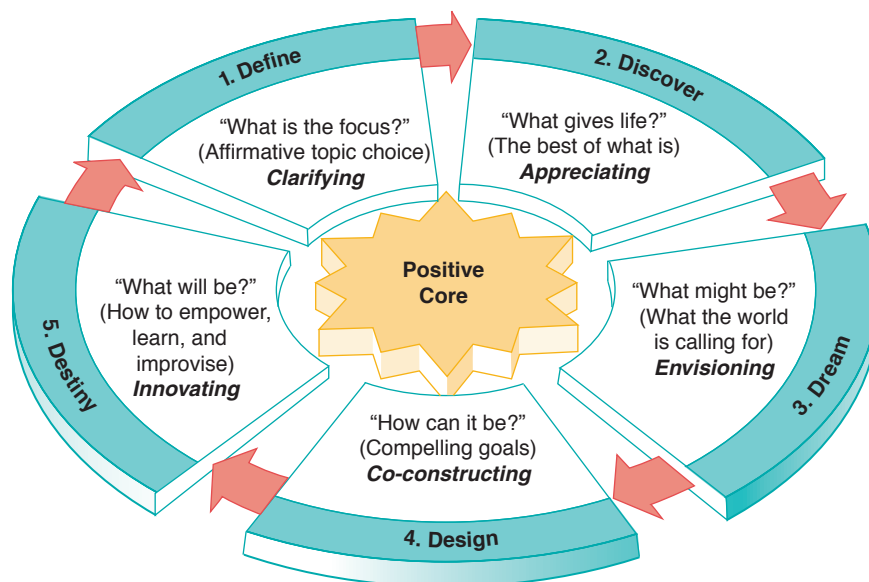 1. Define
“What is the focus?”
(Affirmative topic choice)
Clarifying
2. Discover
“What gives life?”
(The best of what is)
Appreciating
3. Dream
“What might be?”
(What the world
is calling for)
Envisioning
4. Design
“How can it be?”
(Compelling goals)
Co-constructing
5. Destiny
“What will be?”
(How to empower,
learn, and
improvise)
Innovating
Positive
Core